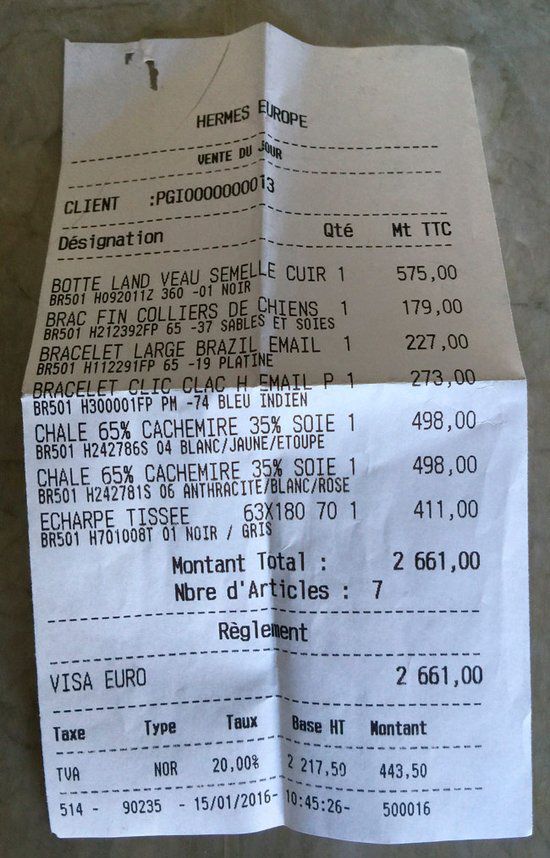 HERMES EUROPE
VENTE DU JOUR
CLIENT :PGI0000000013
Désignation Qté Mt TTC
BOTTE LAND VEAU SEMELLE CUIR 1 575,00
BR501 H092011Z 360 -01 NOIR
BRAC FIN COLLIERS DE CHIENS 1 179,00
BR501 H212392FP 65 -37 SABLES ET SOIES
BRACELET LARGE BRAZIL EMAIL 1 227,00
BR501 H112291FP 65 -19 PLATINE
BRACELET CLIC CLAC H EMAIL P 1 273,00
BR501 H300001FP PM -74 BLEU INDIEN
CHALE 65% CACHEMIRE 35% SOIE 1 498,00
BR501 H242786S 04 BLANC/JAUNE/ETOUPE
CHALE 65% CACHEMIRE 35% SOIE 1 498,00
BR501 H242781S 06 ANTHRACITE/BLANC/ROSE
ECHARPE TISSEE 63X180 70 1 411,00
BR501 H701008T 01 NOIR / GRIS
Montant Total : 2 661,00
Nbre d'Articles : 7
Règlement
VISA EURO 2 661,00
Taxe Type Taux Base HT Montant
TVA NOR 20,00% 2 217,50 443,50
514 - 90235 - 15/01/2016- 10:45:26- 500016